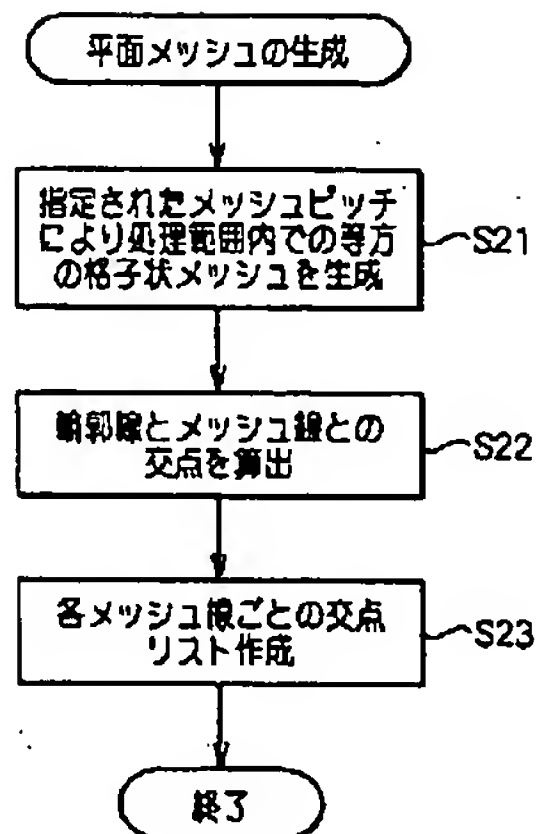 平面メッシュの生成
指定されたメッシュピッチ
により処理範囲内での等方
の格子状メッシュを生成
S21
輪郭線とメッシュ線との
交点を算出
S22
各メッシュ線ごとの交点
リスト作成
S23
終了